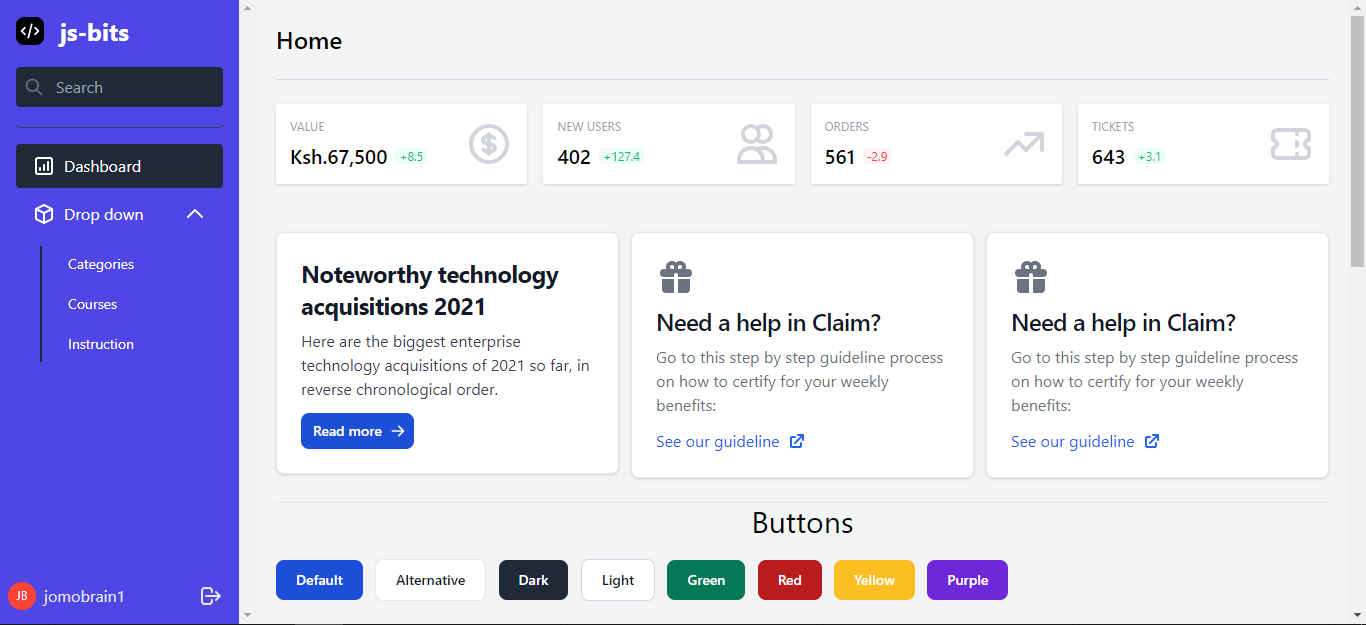 js-bits
Search
Dashboard
Drop down
Categories
Courses
Instruction
JB jomobrain1
Home
VALUE
Ksh.67,500 +8.5
NEW USERS
402 +127.4
ORDERS
561 -2.9
TICKETS
643 +3.1
Noteworthy technology
acquisitions 2021
Here are the biggest enterprise
technology acquisitions of 2021 so far, in
reverse chronological order.
Read more
Need a help in Claim?
Go to this step by step guideline process
on how to certify for your weekly
benefits:
See our guideline
Need a help in Claim?
Go to this step by step guideline process
on how to certify for your weekly
benefits:
See our guideline
Buttons
Default Alternative Dark Light Green Red Yellow Purple